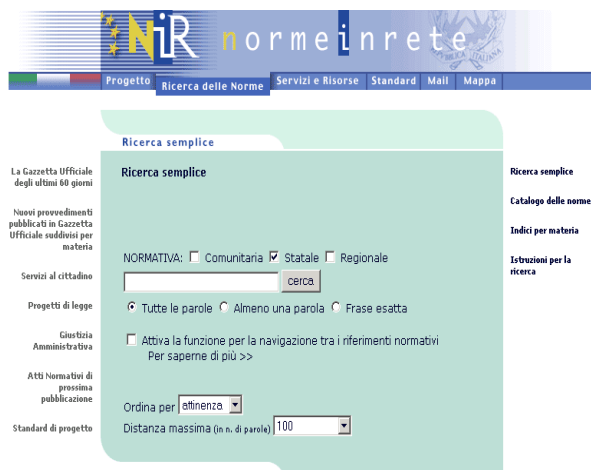 NiR normeinrete
Progetto Ricerca delle Norme Servizi e Risorse Standard Mail Mappa
Ricerca semplice
La Gazzetta Ufficiale
degli ultimi 60 giorni
Nuovi provvedimenti
pubblicati in Gazzetta
Ufficiale suddivisi per
materia
Servizi al cittadino
Progetti di legge
Giustizia
Amministrativa
Atti Normativi di
prossima
pubblicazione
Standard di progetto
Ricerca semplice
NORMATIVA: Comunitaria Statale Regionale
cerca
Tutte le parole Almeno una parola Frase esatta
Attiva la funzione per la navigazione tra i riferimenti normativi
Per saperne di più >>
Ordina per attinenza
Distanza massima (in n. di parole) 100
Ricerca semplice
Catalogo delle norme
Indici per materia
Istruzioni per la
ricerca